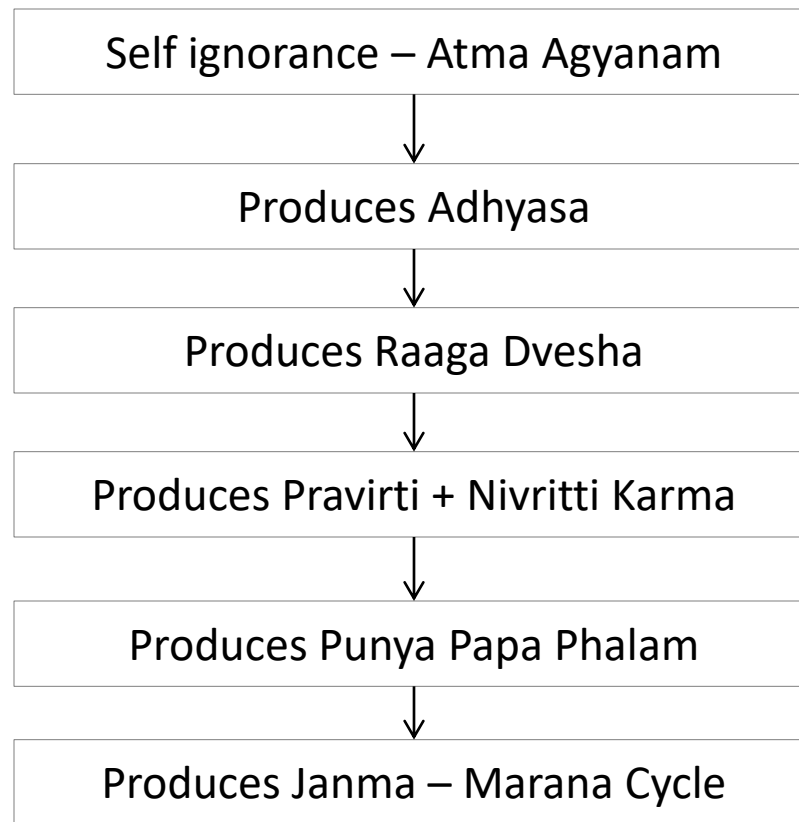 Self ignorance – Atma Agyanam
Produces Adhyasa
Produces Raaga Dvesha
Produces Pravirti + Nivritti Karma
Produces Punya Papa Phalam
Produces Janma – Marana Cycle